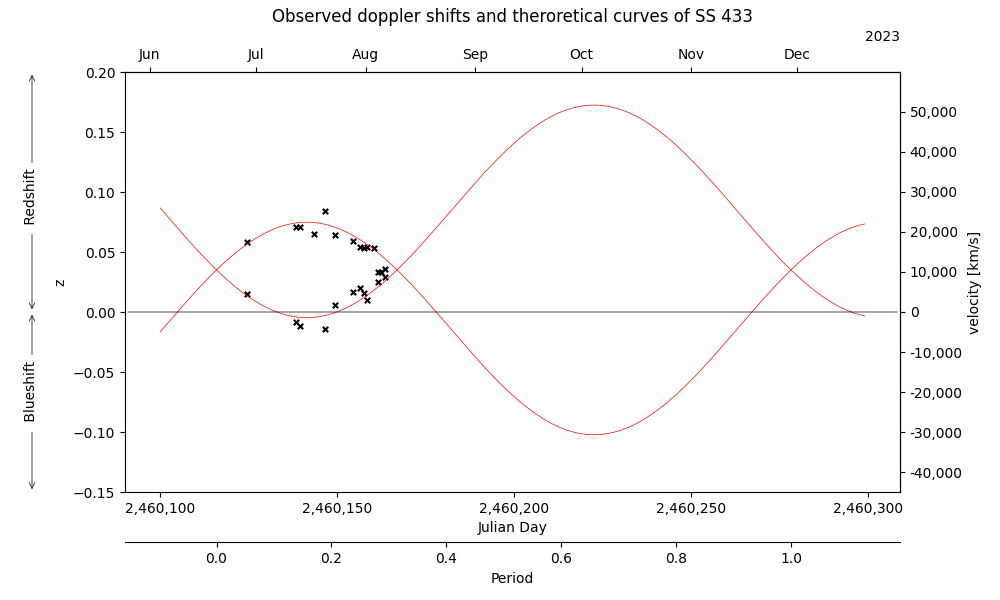 Observed doppler shifts and theroretical curves of SS 433
2023
Jun Jul Aug Sep Oct Nov Dec
Redshift
Blueshift
z
0.20
0.15
0.10
0.05
0.00
−0.05
−0.10
−0.15
50,000
40,000
30,000
20,000
10,000
0
-10,000
-20,000
-30,000
-40,000
velocity [km/s]
2,460,100 2,460,150 2,460,200 2,460,250 2,460,300
Julian Day
0.0 0.2 0.4 0.6 0.8 1.0
Period